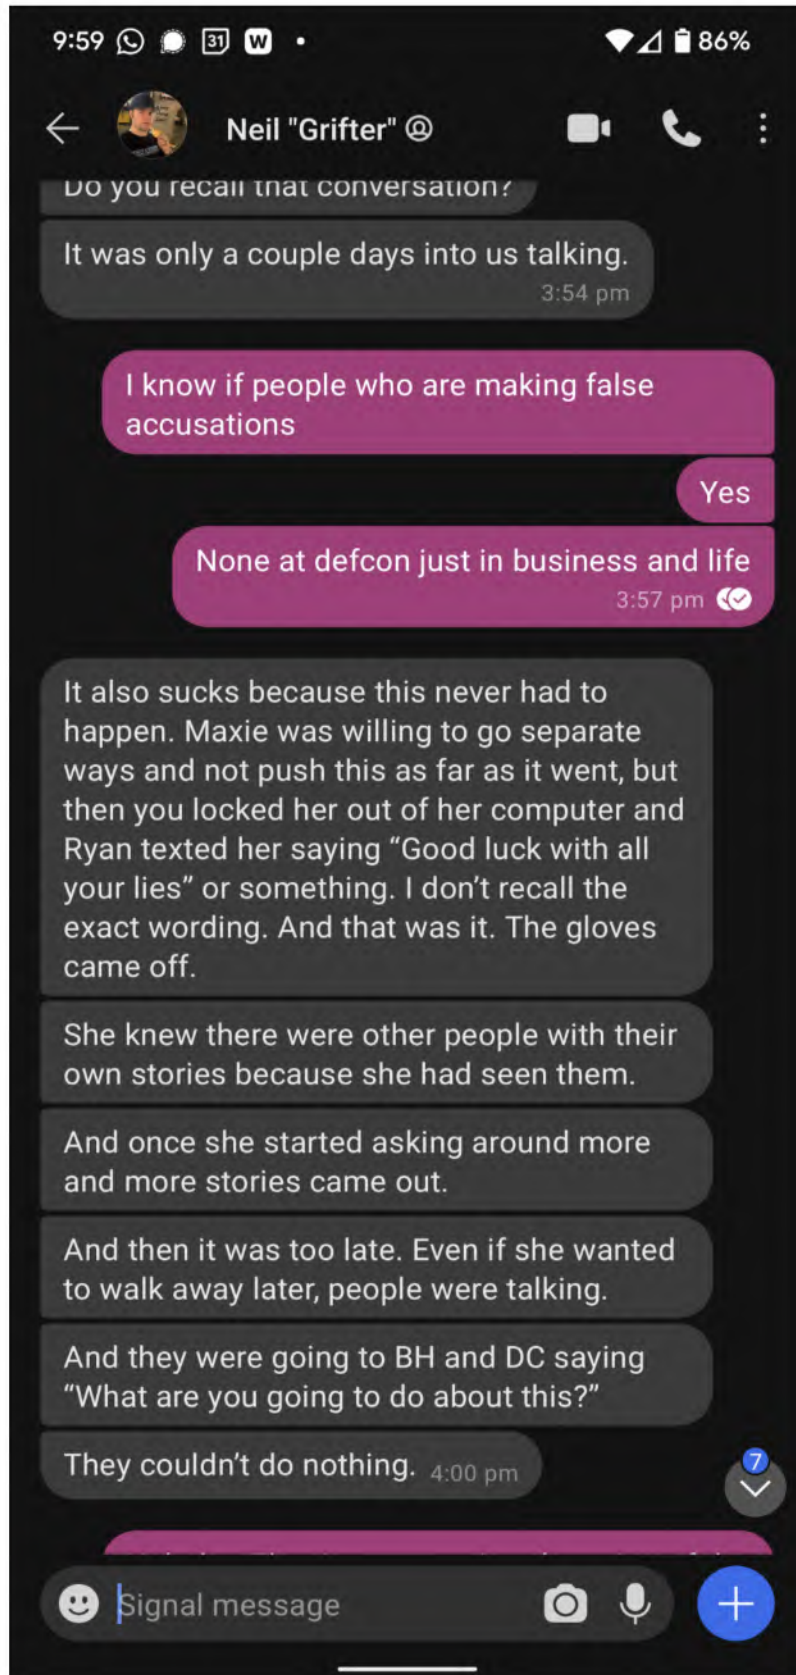 9:59 31 W 86%
Neil "Grifter"
Do you recall that conversation?
It was only a couple days into us talking.
3:54 pm
I know if people who are making false
accusations
Yes
None at defcon just in business and life
3:57 pm
It also sucks because this never had to
happen. Maxie was willing to go separate
ways and not push this as far as it went, but
then you locked her out of her computer and
Ryan texted her saying “Good luck with all
your lies” or something. I don’t recall the
exact wording. And that was it. The gloves
came off.
She knew there were other people with their
own stories because she had seen them.
And once she started asking around more
and more stories came out.
And then it was too late. Even if she wanted
to walk away later, people were talking.
And they were going to BH and DC saying
“What are you going to do about this?”
They couldn’t do nothing. 4:00 pm
7
Signal message